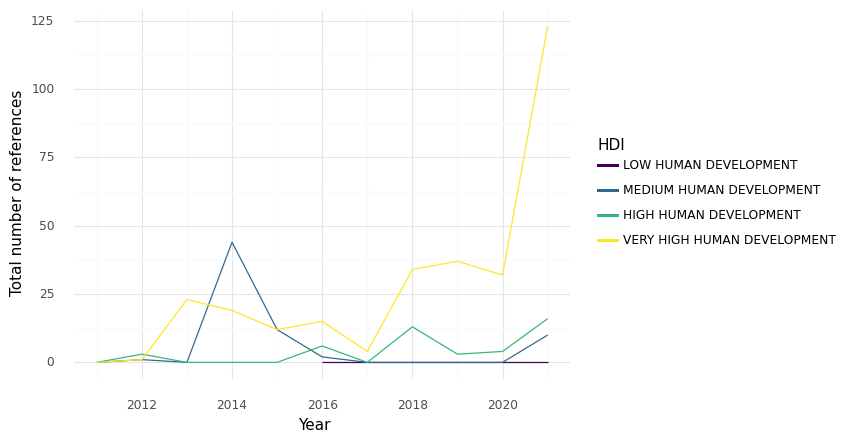 125
100
75
50
25
0
Total number of references
2012 2014 2016 2018 2020
Year
HDI
LOW HUMAN DEVELOPMENT
MEDIUM HUMAN DEVELOPMENT
HIGH HUMAN DEVELOPMENT
VERY HIGH HUMAN DEVELOPMENT